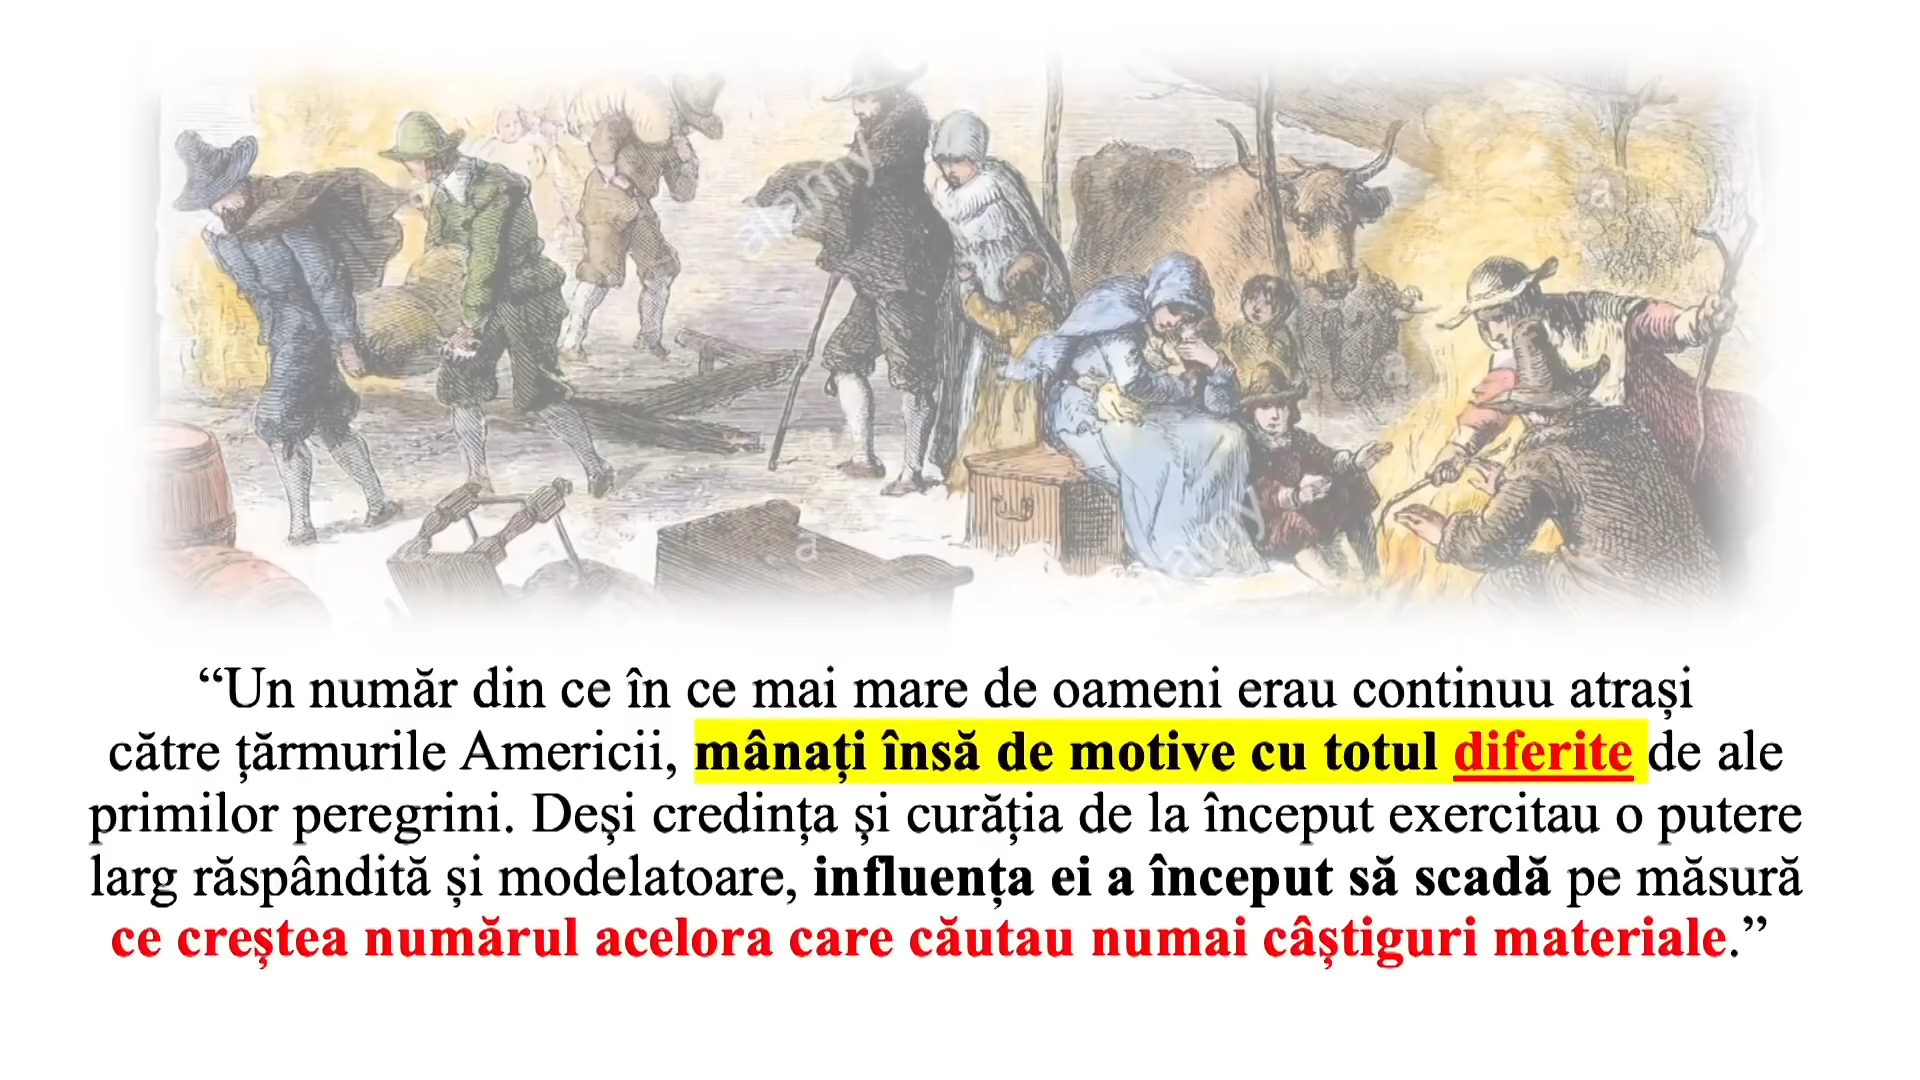 alamy
alamy
“Un număr din ce în ce mai mare de oameni erau continuu atrași
către țărmurile Americii, mânați însă de motive cu totul diferite de ale
primilor peregrini. Deși credința și curăția de la început exercitau o putere
larg răspândită și modelatoare, influența ei a început să scadă pe măsură
ce creștea numărul acelora care căutau numai câștiguri materiale.”